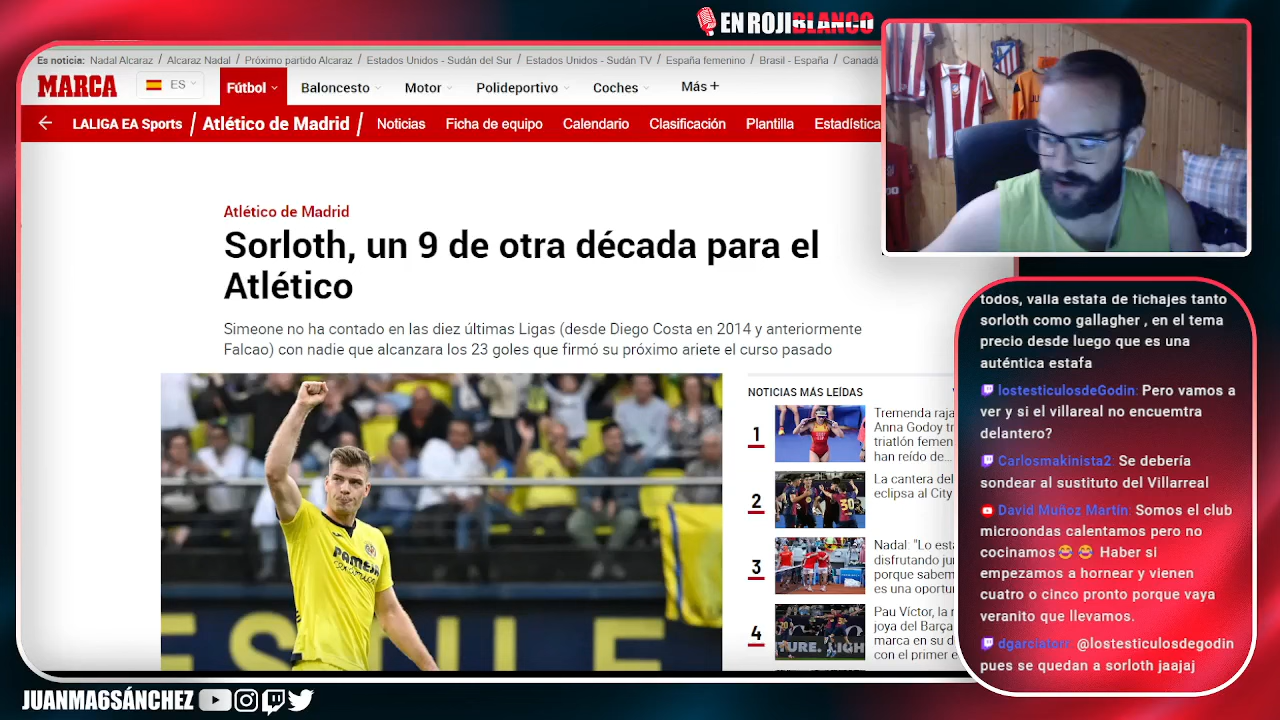 EN ROJIBLANCO
Es noticia: Nadal Alcaraz / Alcaraz Nadal / Próximo partido Alcaraz / Estados Unidos - Sudán del Sur / Estados Unidos - Sudán TV / España femenino / Brasil - España / Canadá
MARCA ES Fútbol Baloncesto Motor Polideportivo Coches Más +
LALIGA EA Sports / Atlético de Madrid / Noticias Ficha de equipo Calendario Clasificación Plantilla Estadística
Atlético de Madrid
Sorloth, un 9 de otra década para el
Atlético
Simeone no ha contado en las diez últimas Ligas (desde Diego Costa en 2014 y anteriormente
Falcao) con nadie que alcanzara los 23 goles que firmó su próximo ariete el curso pasado
PAMESA
Cerámica
NOTICIAS MÁS LEÍDAS
1
Tremenda raja
Anna Godoy tr
triatlón femen
han reído de...
2
La cantera del
eclipsa al City
30
3
Nadal: "Lo esta
disfrutando ju
porque sabem
es una oportu
4
Pau Víctor, la n
joya del Barça
marca en su d
con el primer e
todos, valla estafa de fichajes tanto
sorloth como gallagher , en el tema
precio desde luego que es una
auténtica estafa
lostesticulosdeGodin: Pero vamos a
ver y si el villareal no encuemtra
delantero?
Carlosmakinista2: Se debería
sondear al sustituto del Villarreal
David Muñoz Martín: Somos el club
microondas calentamos pero no
cocinamos😂 😂 Haber si
empezamos a hornear y vienen
cuatro o cinco pronto porque vaya
veranito que llevamos.
dgarciatorr: @lostesticulosdegodin
pues se quedan a sorloth jaajaj
JUANMA6SÁNCHEZ